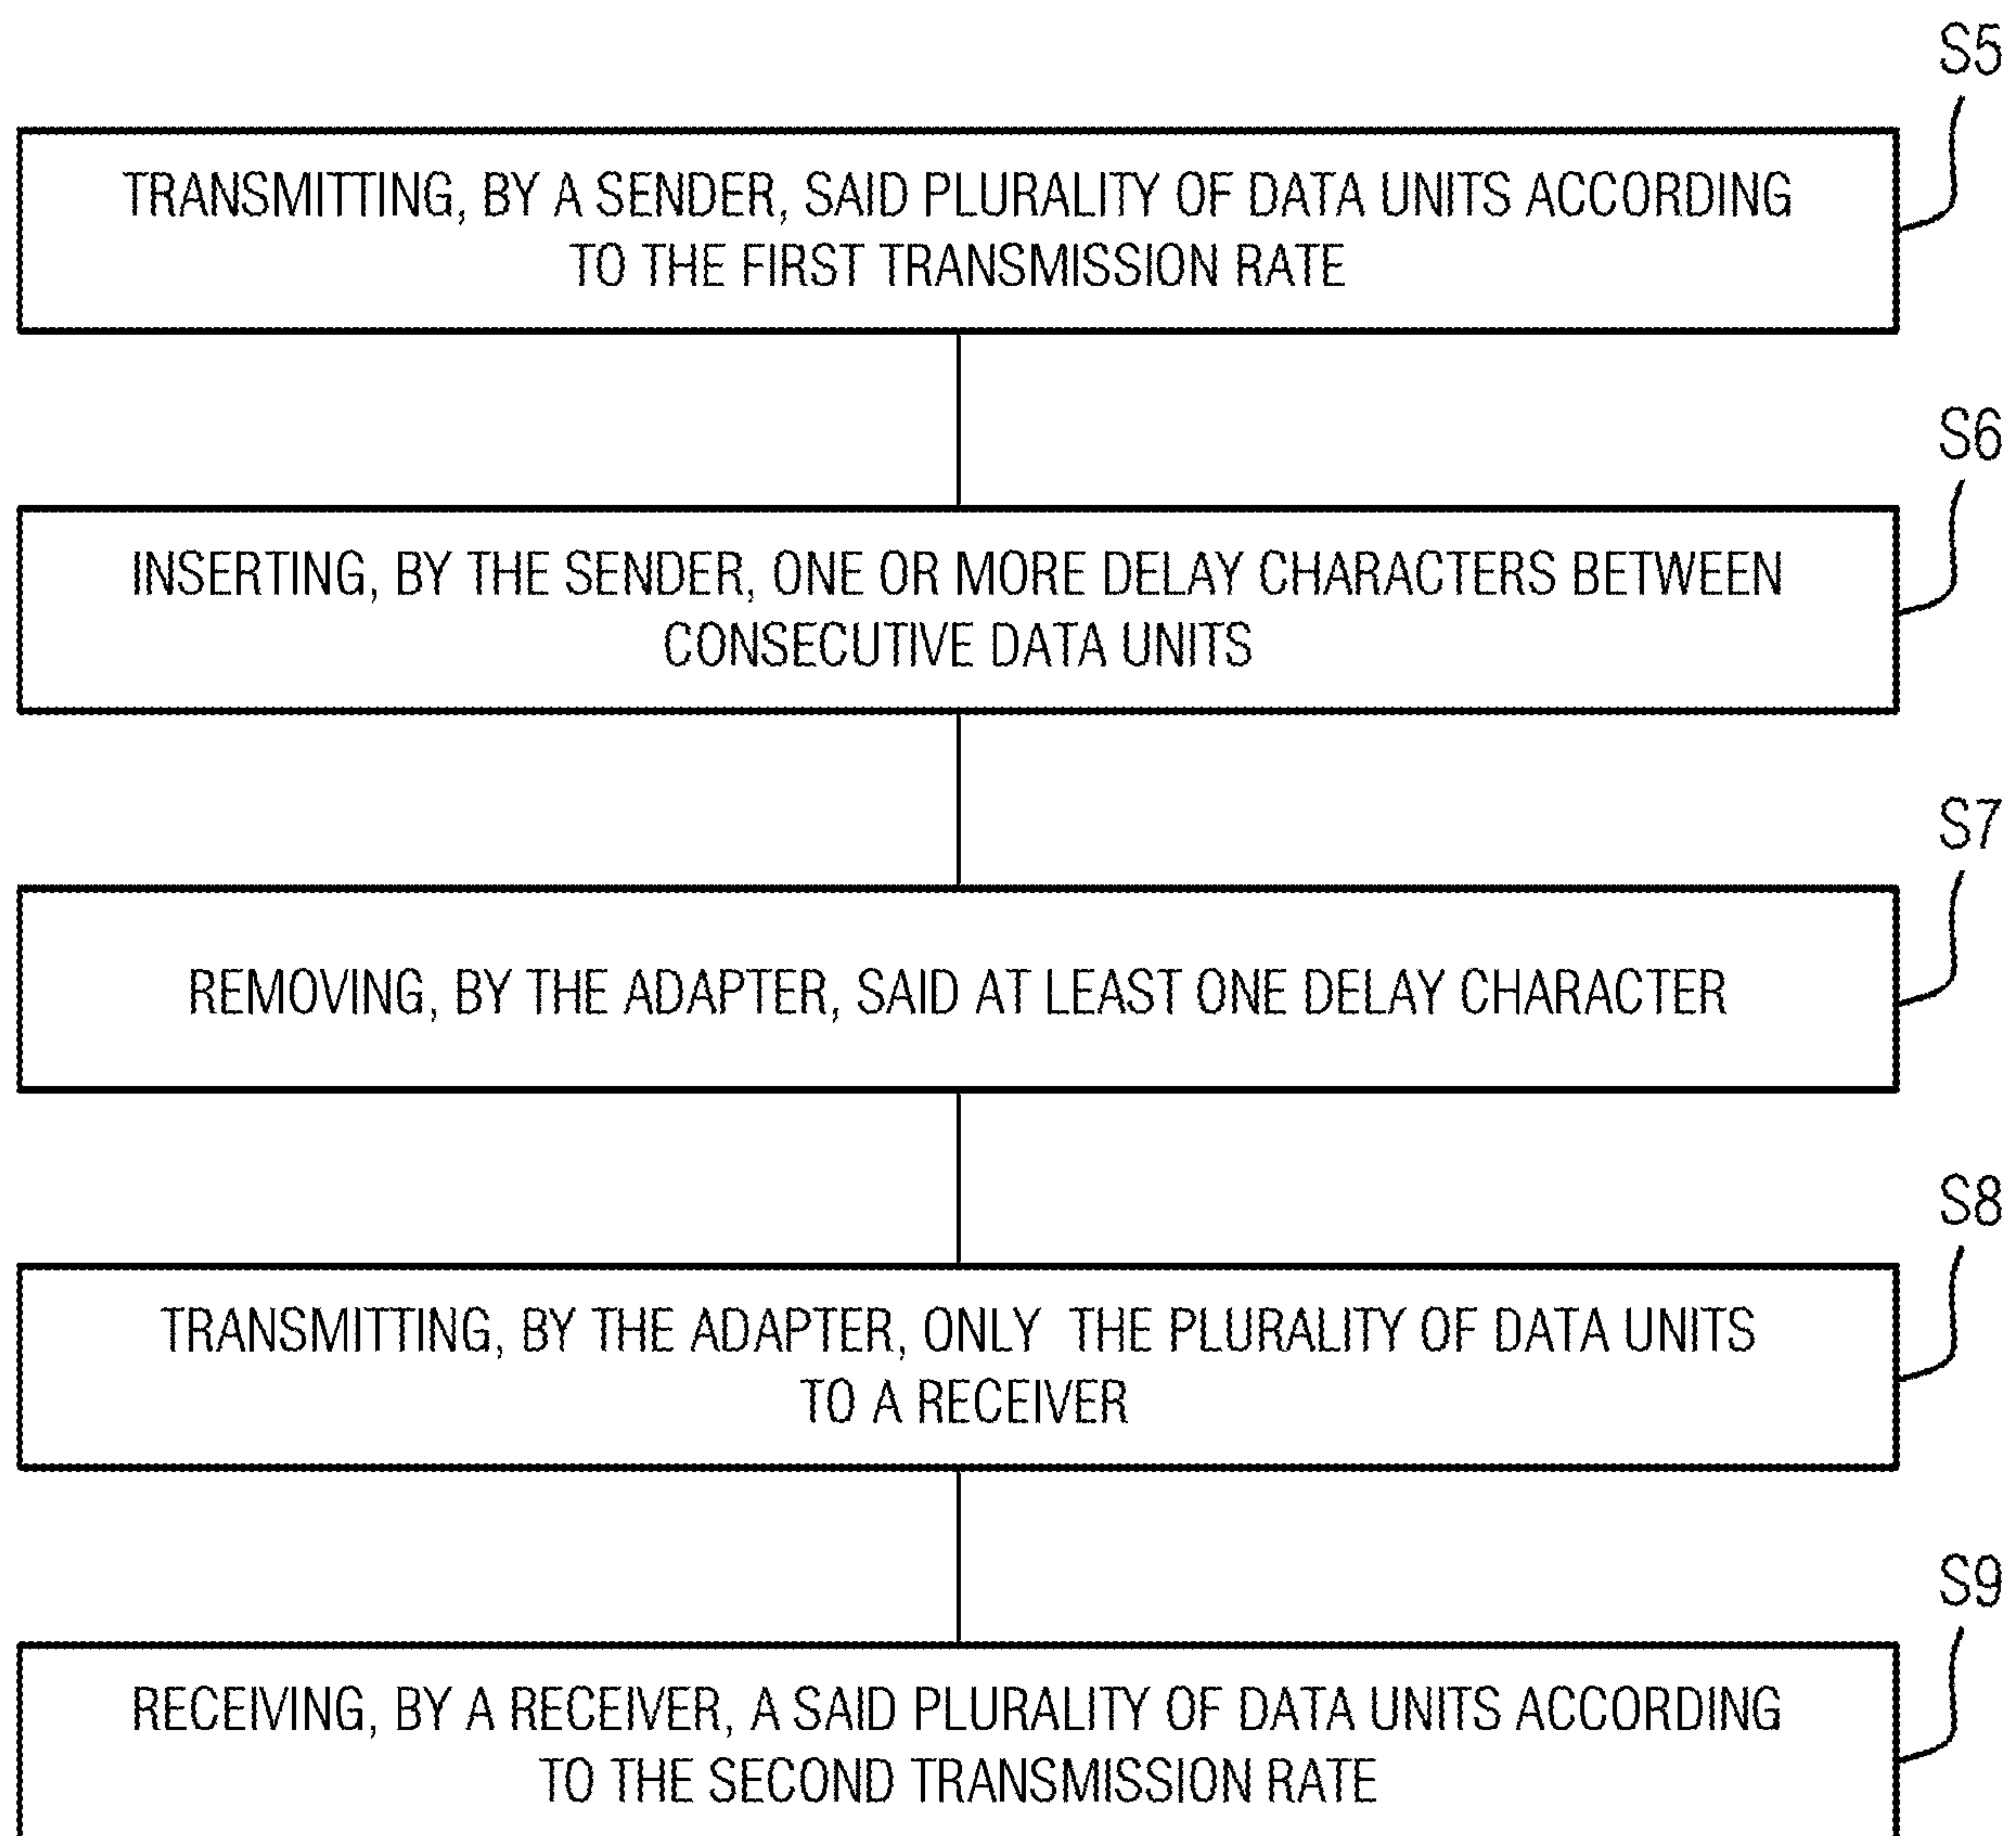 S5
TRANSMITTING, BY A SENDER, SAID PLURALITY OF DATA UNITS ACCORDING
TO THE FIRST TRANSMISSION RATE
S6
INSERTING, BY THE SENDER, ONE OR MORE DELAY CHARACTERS BETWEEN
CONSECUTIVE DATA UNITS
S7
REMOVING, BY THE ADAPTER, SAID AT LEAST ONE DELAY CHARACTER
S8
TRANSMITTING, BY THE ADAPTER, ONLY THE PLURALITY OF DATA UNITS
TO A RECEIVER
S9
RECEIVING, BY A RECEIVER, A SAID PLURALITY OF DATA UNITS ACCORDING
TO THE SECOND TRANSMISSION RATE